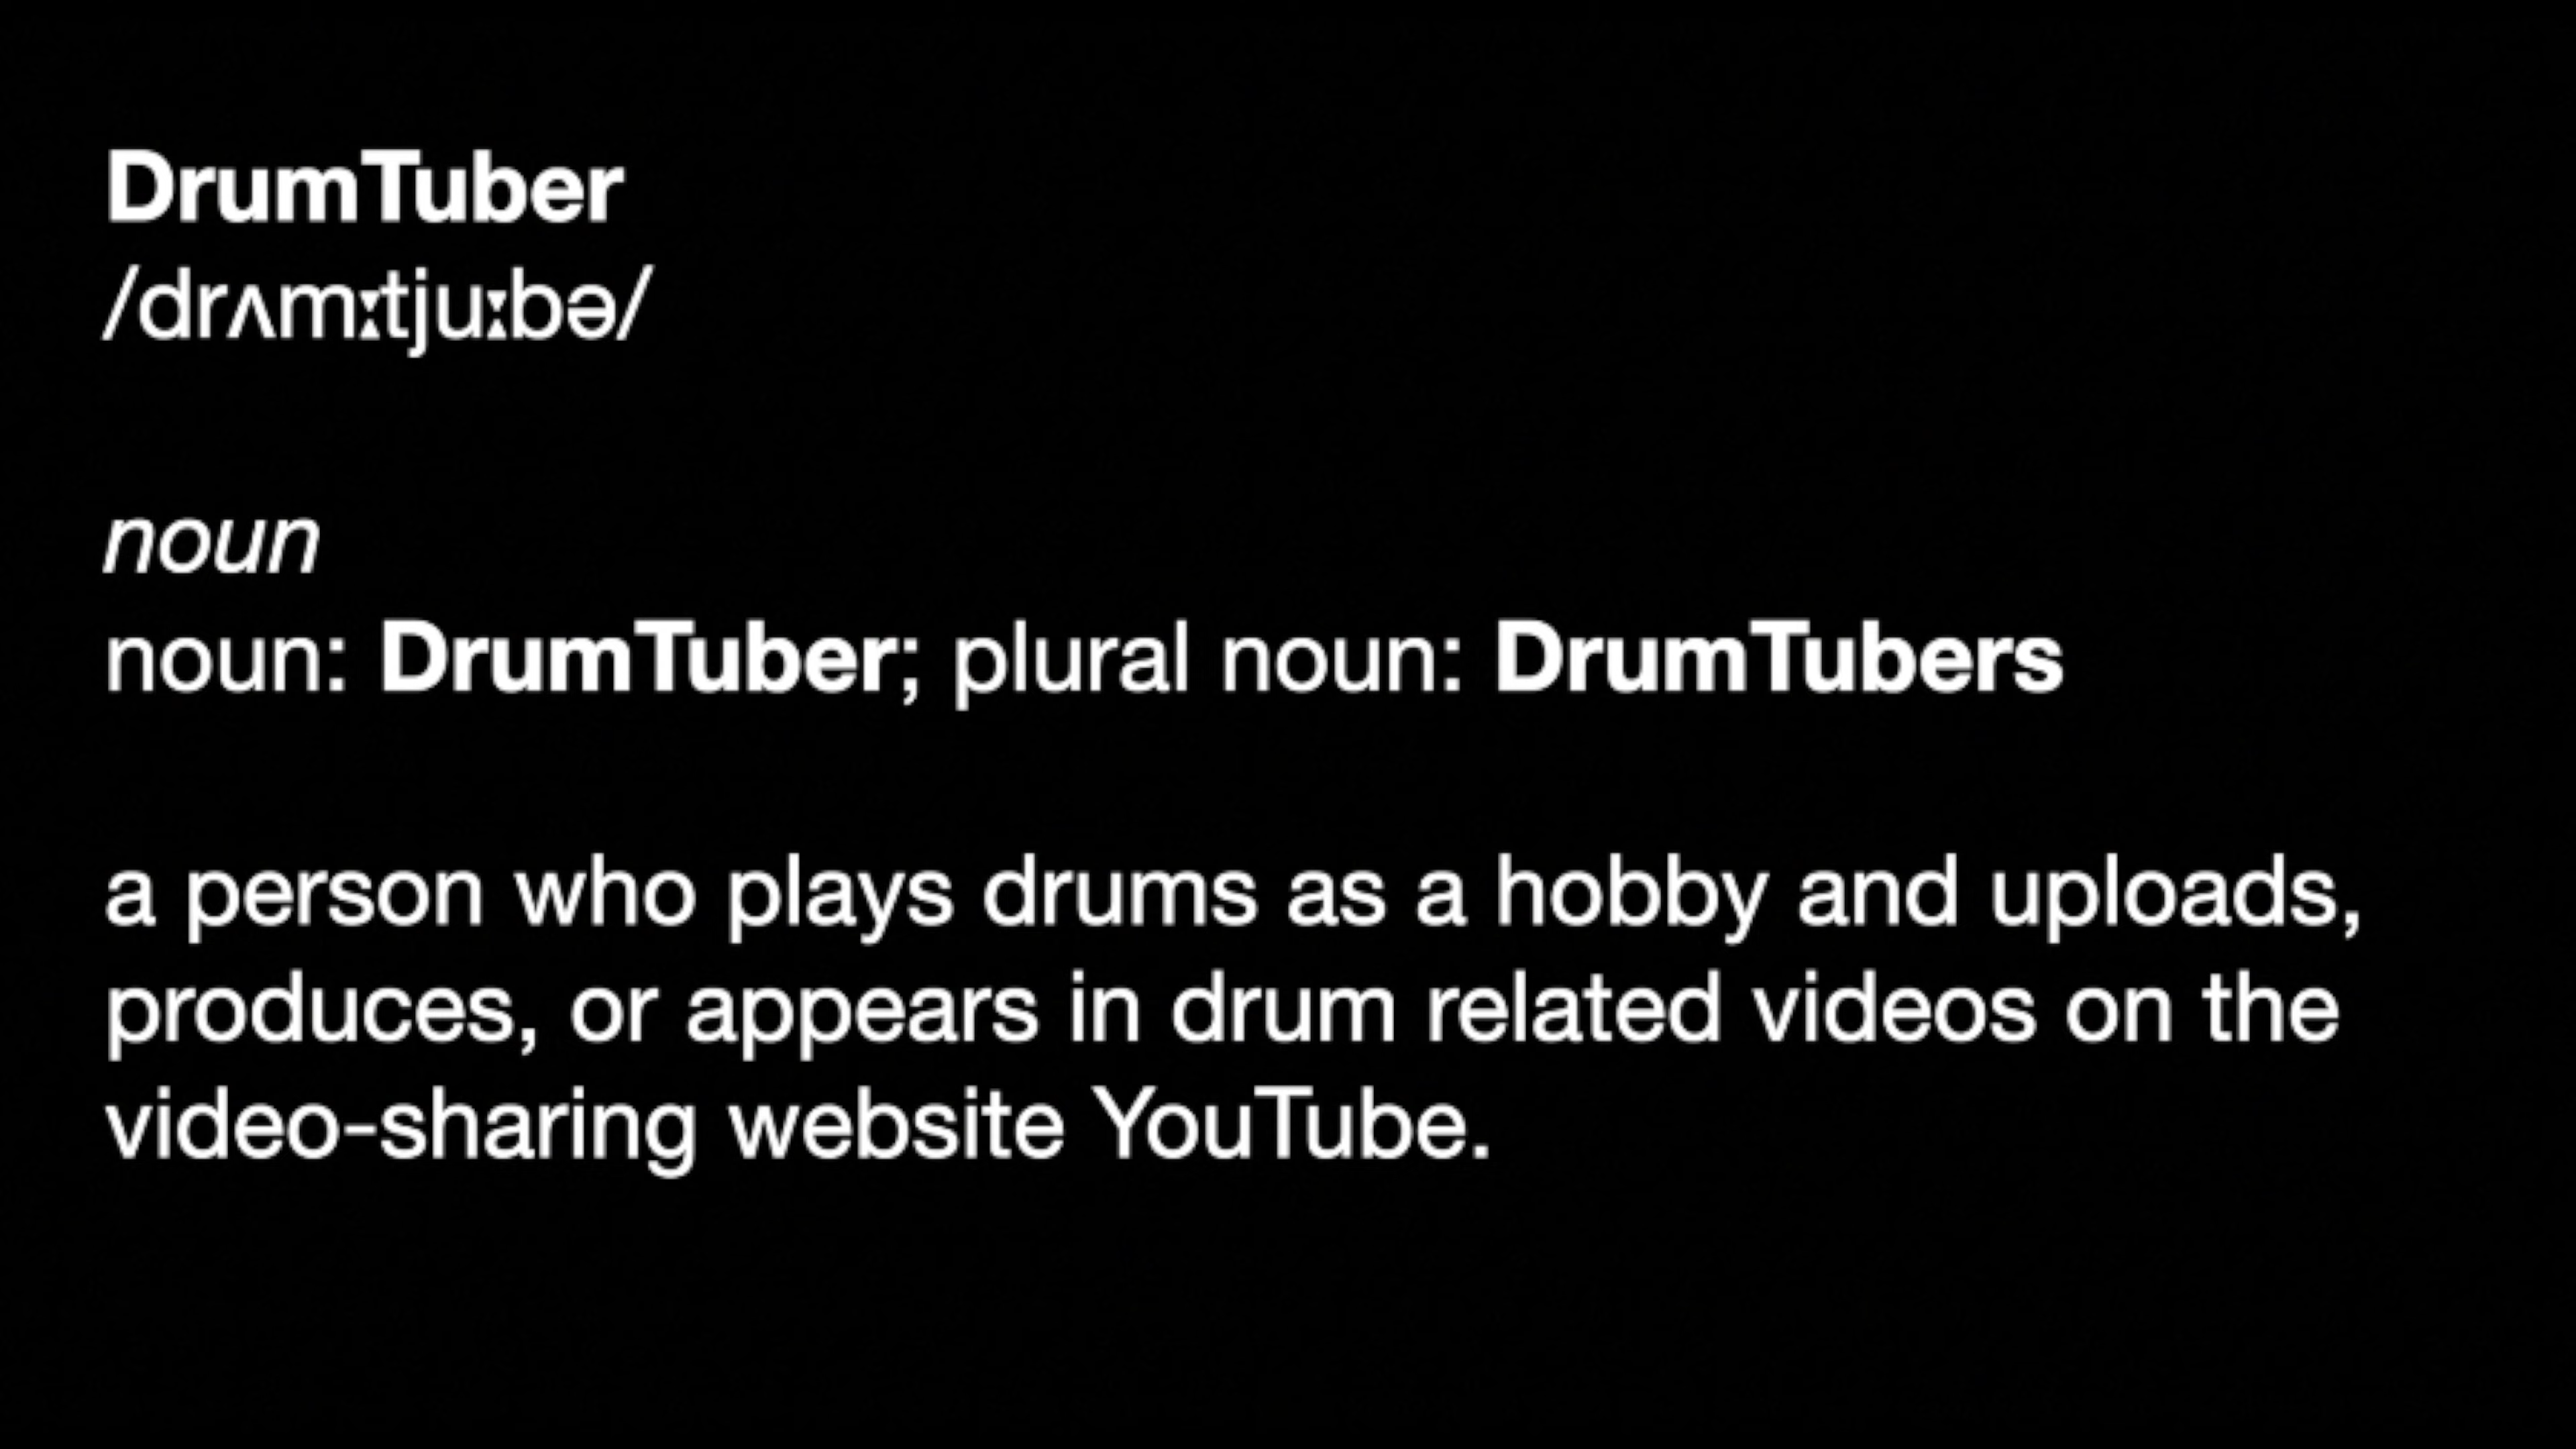 DrumTuber
/drʌmːtjuːbə/
noun
noun: DrumTuber; plural noun: DrumTubers
a person who plays drums as a hobby and uploads,
produces, or appears in drum related videos on the
video-sharing website YouTube.